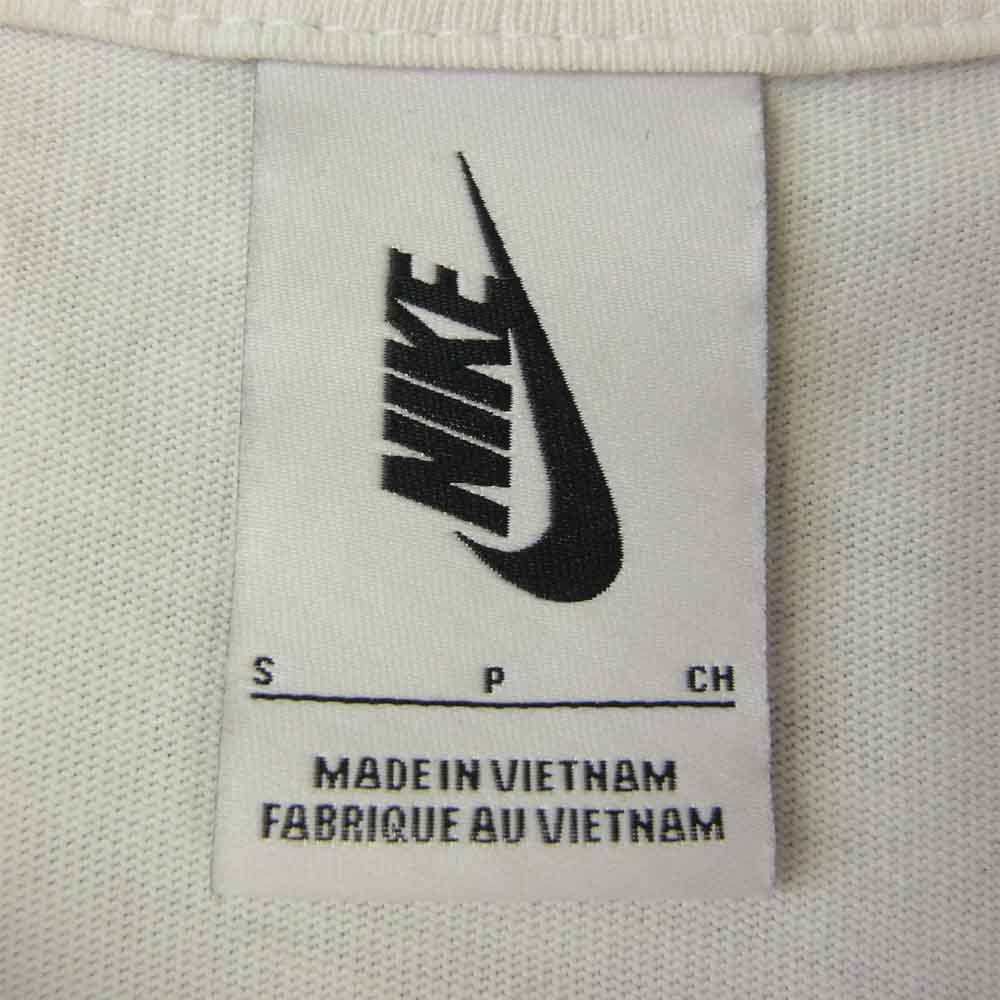 NIKE
S P CH
MADE IN VIETNAM
FABRIQUE AU VIETNAM